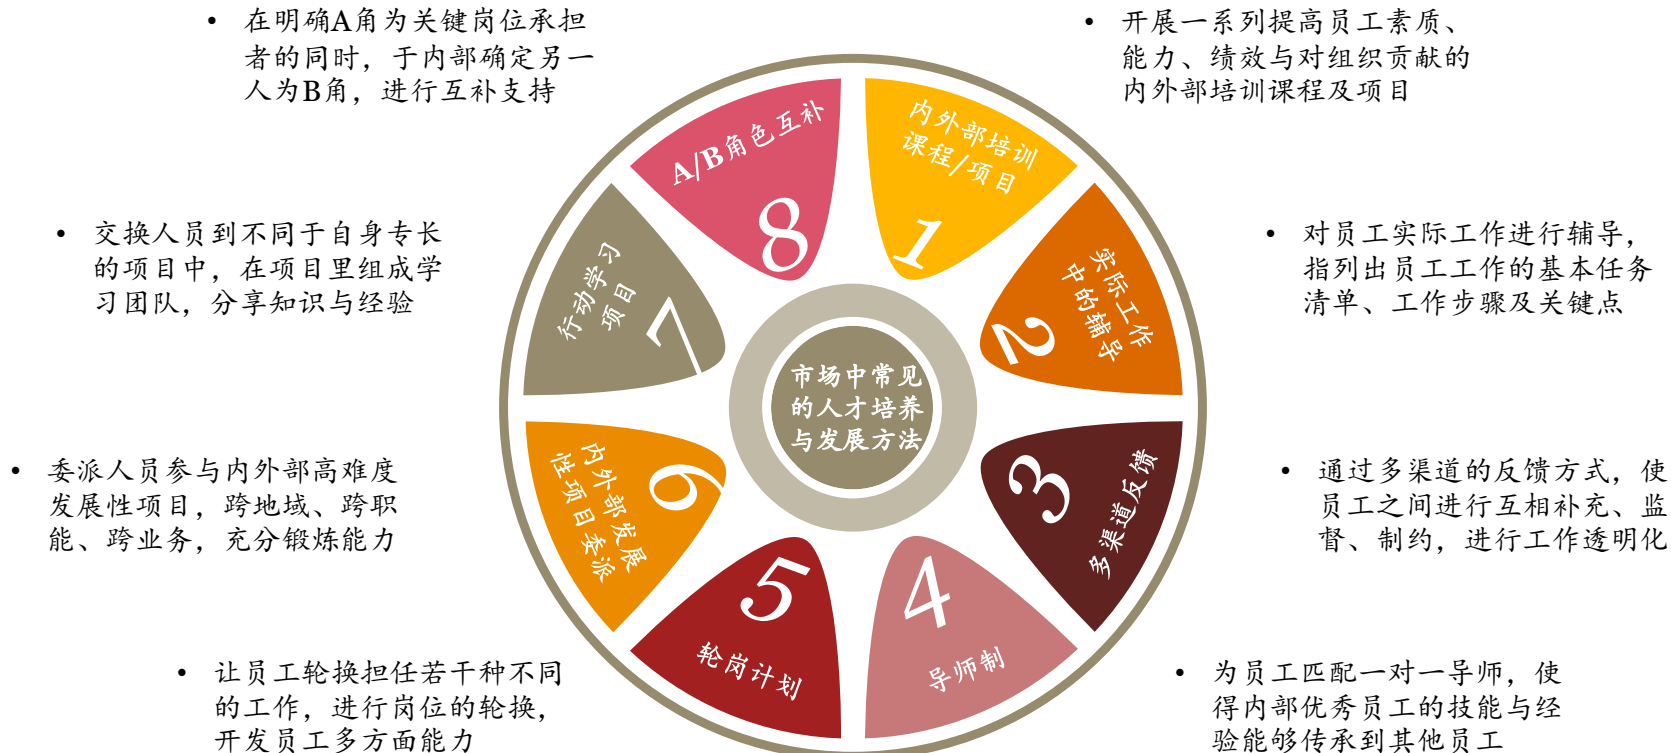 • 在明确A角为关键岗位承担
者的同时，于内部确定另一
人为B角，进行互补支持
• 开展一系列提高员工素质、
能力、绩效与对组织贡献的
内外部培训课程及项目
A/B角色互补
8
内外部培训
课程/项目
1
• 交换人员到不同于自身专长
的项目中，在项目里组成学
习团队，分享知识与经验
行动学习
项目
7
实际工作
中的辅导
2
• 对员工实际工作进行辅导，
指列出员工工作的基本任务
清单、工作步骤及关键点
市场中常见
的人才培养
与发展方法
• 委派人员参与内外部高难度
发展性项目，跨地域、跨职
能、跨业务，充分锻炼能力
内外部发展
性项目委派
6
3
多渠道反馈
• 通过多渠道的反馈方式，使
员工之间进行互相补充、监
督、制约，进行工作透明化
5
轮岗计划
4
导师制
• 让员工轮换担任若干种不同
的工作，进行岗位的轮换，
开发员工多方面能力
• 为员工匹配一对一导师，使
得内部优秀员工的技能与经
验能够传承到其他员工